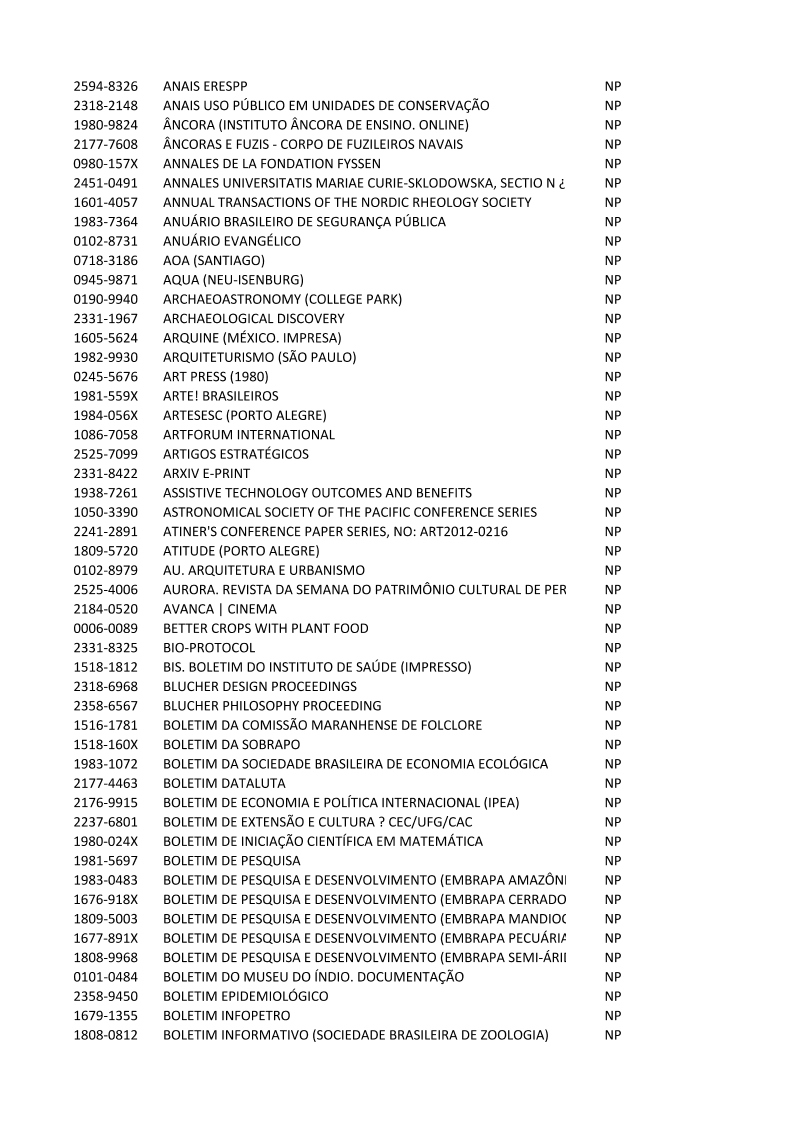 2594-8326 ANAIS ERESPP NP
2318-2148 ANAIS USO PÚBLICO EM UNIDADES DE CONSERVAÇÃO NP
1980-9824 ÂNCORA (INSTITUTO ÂNCORA DE ENSINO. ONLINE) NP
2177-7608 ÂNCORAS E FUZIS - CORPO DE FUZILEIROS NAVAIS NP
0980-157X ANNALES DE LA FONDATION FYSSEN NP
2451-0491 ANNALES UNIVERSITATIS MARIAE CURIE-SKLODOWSKA, SECTIO N ¿ NP
1601-4057 ANNUAL TRANSACTIONS OF THE NORDIC RHEOLOGY SOCIETY NP
1983-7364 ANUÁRIO BRASILEIRO DE SEGURANÇA PÚBLICA NP
0102-8731 ANUÁRIO EVANGÉLICO NP
0718-3186 AOA (SANTIAGO) NP
0945-9871 AQUA (NEU-ISENBURG) NP
0190-9940 ARCHAEOASTRONOMY (COLLEGE PARK) NP
2331-1967 ARCHAEOLOGICAL DISCOVERY NP
1605-5624 ARQUINE (MÉXICO. IMPRESA) NP
1982-9930 ARQUITETURISMO (SÃO PAULO) NP
0245-5676 ART PRESS (1980) NP
1981-559X ARTE! BRASILEIROS NP
1984-056X ARTESESC (PORTO ALEGRE) NP
1086-7058 ARTFORUM INTERNATIONAL NP
2525-7099 ARTIGOS ESTRATÉGICOS NP
2331-8422 ARXIV E-PRINT NP
1938-7261 ASSISTIVE TECHNOLOGY OUTCOMES AND BENEFITS NP
1050-3390 ASTRONOMICAL SOCIETY OF THE PACIFIC CONFERENCE SERIES NP
2241-2891 ATINER'S CONFERENCE PAPER SERIES, NO: ART2012-0216 NP
1809-5720 ATITUDE (PORTO ALEGRE) NP
0102-8979 AU. ARQUITETURA E URBANISMO NP
2525-4006 AURORA. REVISTA DA SEMANA DO PATRIMÔNIO CULTURAL DE PER NP
2184-0520 AVANCA | CINEMA NP
0006-0089 BETTER CROPS WITH PLANT FOOD NP
2331-8325 BIO-PROTOCOL NP
1518-1812 BIS. BOLETIM DO INSTITUTO DE SAÚDE (IMPRESSO) NP
2318-6968 BLUCHER DESIGN PROCEEDINGS NP
2358-6567 BLUCHER PHILOSOPHY PROCEEDING NP
1516-1781 BOLETIM DA COMISSÃO MARANHENSE DE FOLCLORE NP
1518-160X BOLETIM DA SOBRAPO NP
1983-1072 BOLETIM DA SOCIEDADE BRASILEIRA DE ECONOMIA ECOLÓGICA NP
2177-4463 BOLETIM DATALUTA NP
2176-9915 BOLETIM DE ECONOMIA E POLÍTICA INTERNACIONAL (IPEA) NP
2237-6801 BOLETIM DE EXTENSÃO E CULTURA ? CEC/UFG/CAC NP
1980-024X BOLETIM DE INICIAÇÃO CIENTÍFICA EM MATEMÁTICA NP
1981-5697 BOLETIM DE PESQUISA NP
1983-0483 BOLETIM DE PESQUISA E DESENVOLVIMENTO (EMBRAPA AMAZÔNI NP
1676-918X BOLETIM DE PESQUISA E DESENVOLVIMENTO (EMBRAPA CERRADO NP
1809-5003 BOLETIM DE PESQUISA E DESENVOLVIMENTO (EMBRAPA MANDIOC NP
1677-891X BOLETIM DE PESQUISA E DESENVOLVIMENTO (EMBRAPA PECUÁRIA NP
1808-9968 BOLETIM DE PESQUISA E DESENVOLVIMENTO (EMBRAPA SEMI-ÁRI NP
0101-0484 BOLETIM DO MUSEU DO ÍNDIO. DOCUMENTAÇÃO NP
2358-9450 BOLETIM EPIDEMIOLÓGICO NP
1679-1355 BOLETIM INFOPETRO NP
1808-0812 BOLETIM INFORMATIVO (SOCIEDADE BRASILEIRA DE ZOOLOGIA) NP